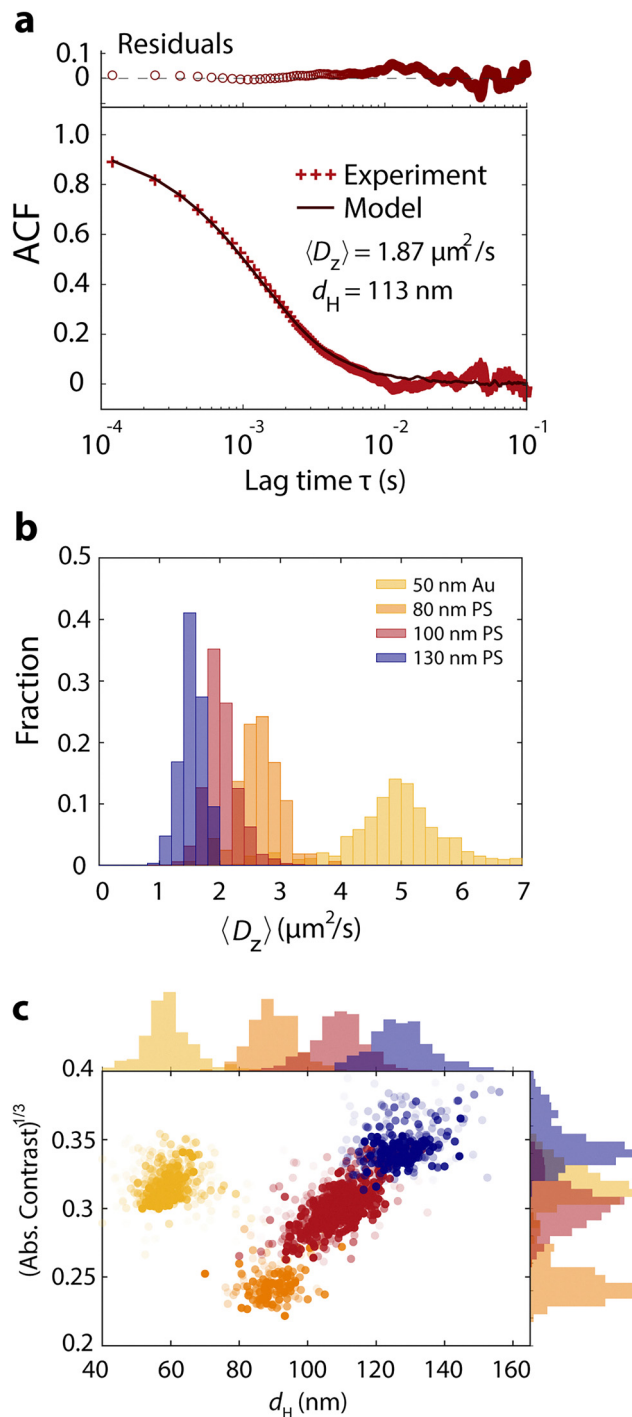 a
Residuals
0.1
0
1.0
0.8
0.6
0.4
0.2
0
ACF
Experiment
Model
⟨D_z⟩ = 1.87 μm²/s
d_H = 113 nm
10⁻⁴ 10⁻³ 10⁻² 10⁻¹
Lag time τ (s)
b
0.5
0.4
0.3
0.2
0.1
0
Fraction
50 nm Au
80 nm PS
100 nm PS
130 nm PS
0 1 2 3 4 5 6 7
⟨D_z⟩ (μm²/s)
c
0.4
0.35
0.3
0.25
0.2
(Abs. Contrast)^1/3
40 60 80 100 120 140 160
d_H (nm)